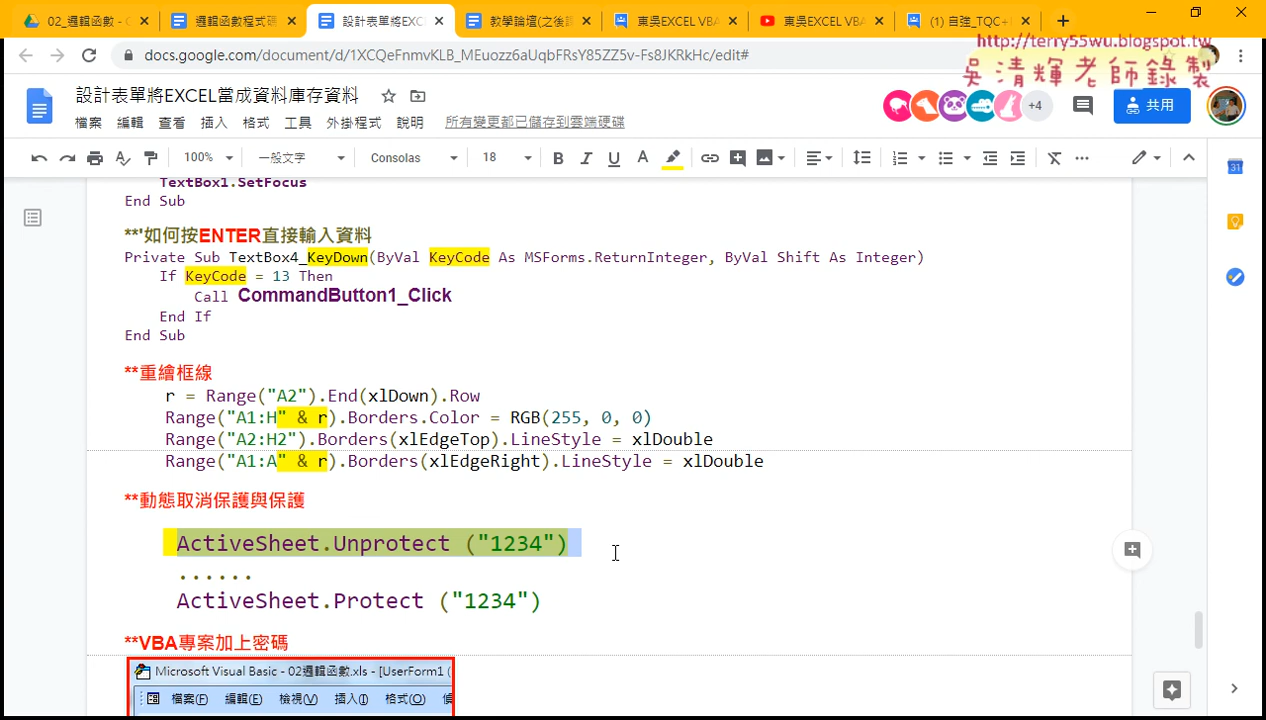 02_邏輯函數 - G
邏輯函數程式碼
設計表單將EXC
教學論壇(之後課
東吳EXCEL VBA
東吳EXCEL VBA
(1) 自強_TQC+
docs.google.com/document/d/1XCQeFnmvKLB_MEuozz6aUqbFRsY85ZZ5v-Fs8JKRkHc/edit#
http://terry55wu.blogspot.tw
吳清輝老師錄製
設計表單將EXCEL當成資料庫存資料
檔案 編輯 查看 插入 格式 工具 外掛程式 說明 所有變更都已儲存到雲端硬碟
+4
共用
100% 一般文字 Consolas 18 B I U A
31
TextBox1.SetFocus
End Sub
**'如何按ENTER直接輸入資料
Private Sub TextBox4_KeyDown(ByVal KeyCode As MSForms.ReturnInteger, ByVal Shift As Integer)
If KeyCode = 13 Then
Call CommandButton1_Click
End If
End Sub
**重繪框線
r = Range("A2").End(xlDown).Row
Range("A1:H" & r).Borders.Color = RGB(255, 0, 0)
Range("A2:H2").Borders(xlEdgeTop).LineStyle = xlDouble
Range("A1:A" & r).Borders(xlEdgeRight).LineStyle = xlDouble
**動態取消保護與保護
ActiveSheet.Unprotect ("1234")
......
ActiveSheet.Protect ("1234")
**VBA專案加上密碼
Microsoft Visual Basic - 02邏輯函數.xls - [UserForm1 (
檔案(F) 編輯(E) 檢視(V) 插入(I) 格式(O) 偵